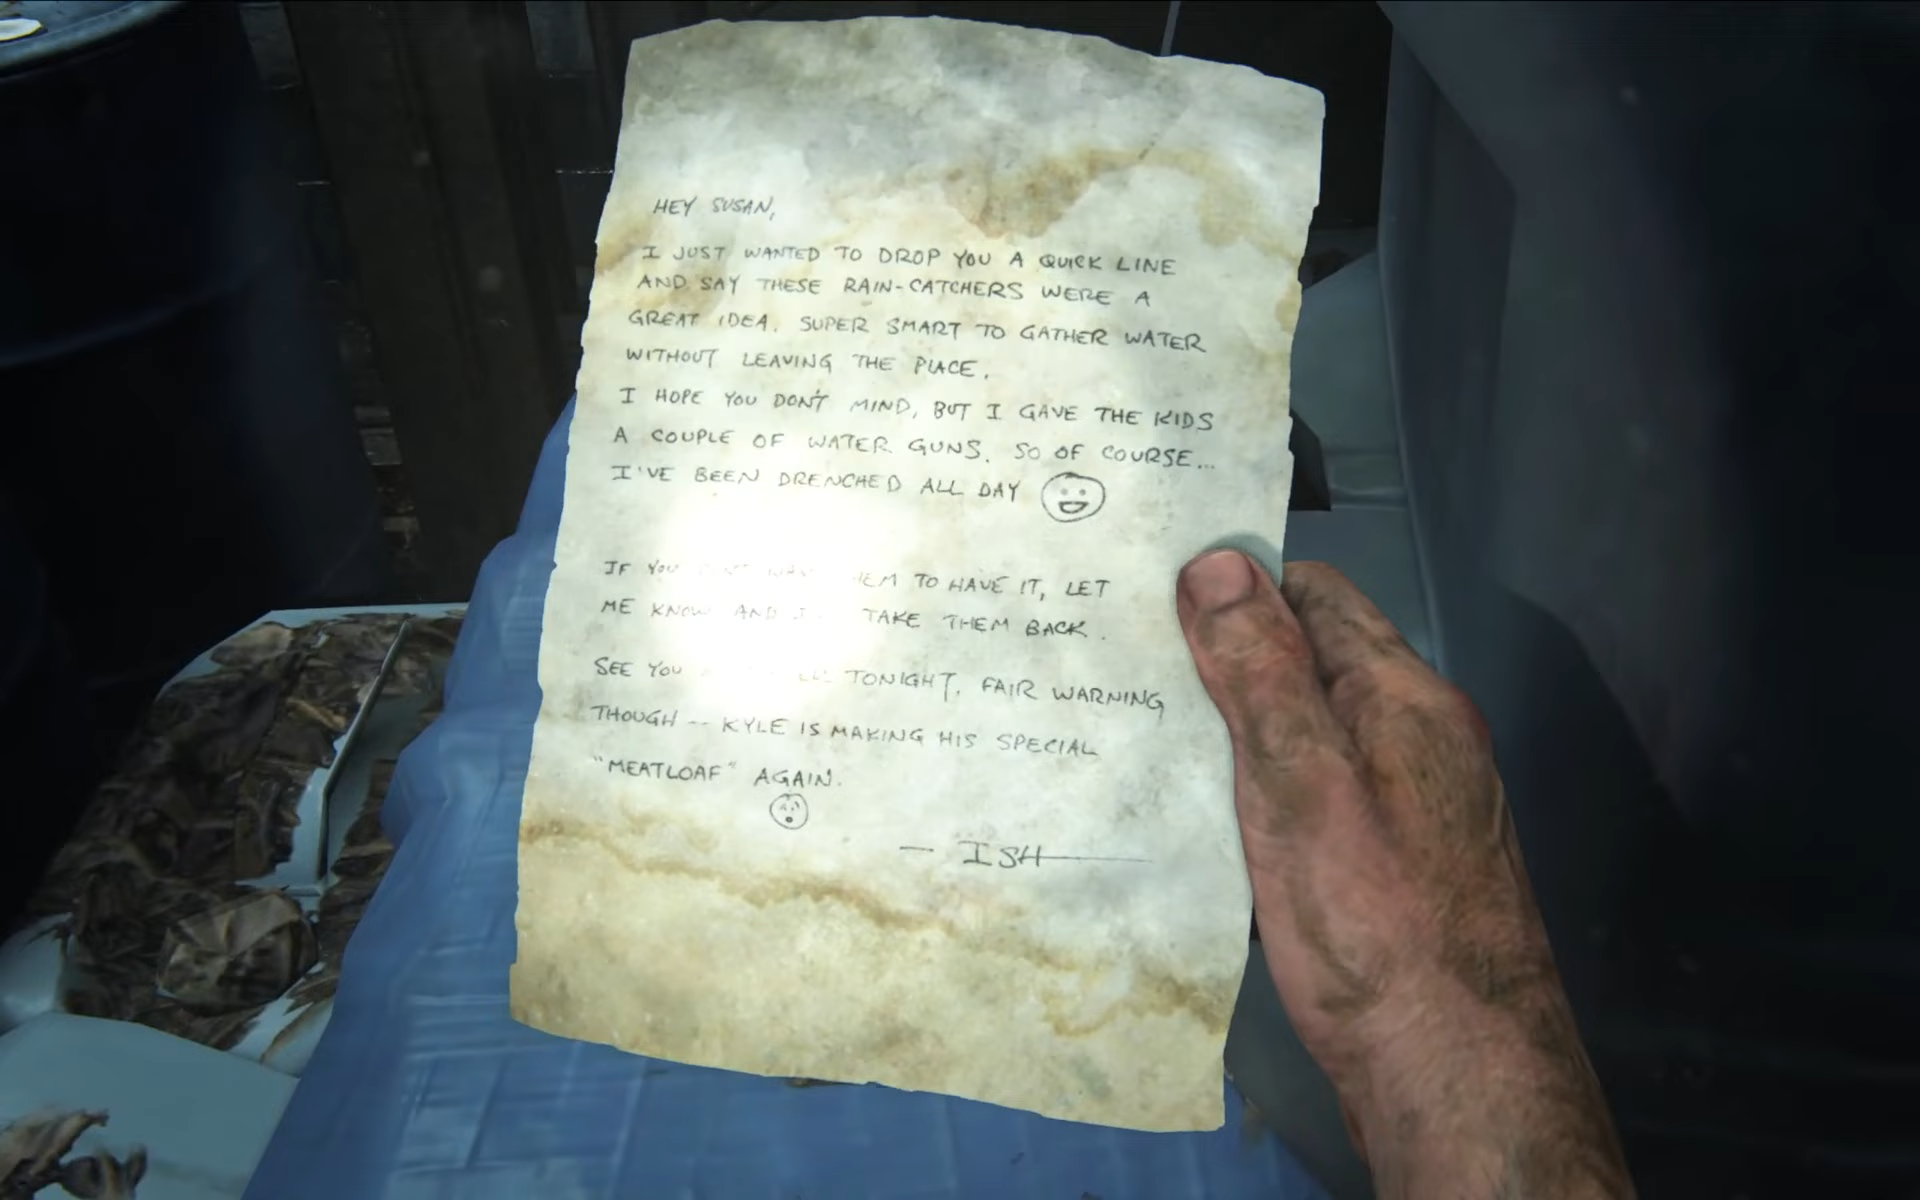 HEY SUSAN,
I JUST WANTED TO DROP YOU A QUICK LINE
AND SAY THESE RAIN-CATCHERS WERE A
GREAT IDEA. SUPER SMART TO GATHER WATER
WITHOUT LEAVING THE PLACE.
I HOPE YOU DON'T MIND, BUT I GAVE THE KIDS
A COUPLE OF WATER GUNS. SO OF COURSE...
I'VE BEEN DRENCHED ALL DAY
IF YOU THEM TO HAVE IT, LET
ME KNOW AND TAKE THEM BACK.
SEE YOU TONIGHT. FAIR WARNING
THOUGH -- KYLE IS MAKING HIS SPECIAL
"MEATLOAF" AGAIN.
— ISH